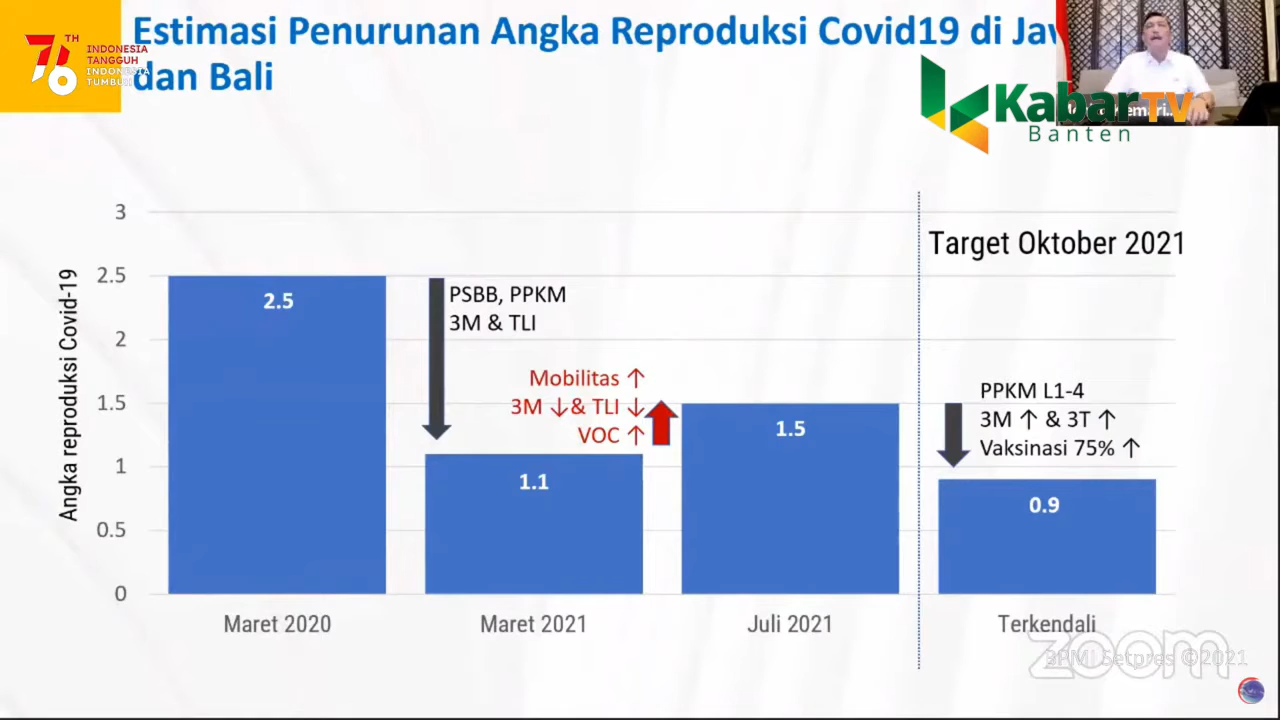 Estimasi Penurunan Angka Reproduksi Covid19 di Jaw
dan Bali
76
TH
INDONESIA
TANGGUH
INDONESIA
TUMBUH
KabarTV
Banten
Target Oktober 2021
Angka reproduksi Covid-19
3
2.5
2
1.5
1
0.5
0
2.5
1.1
1.5
0.9
PSBB, PPKM
3M & TLI
Mobilitas ↑
3M ↓& TLI ↓
VOC ↑
PPKM L1-4
3M ↑ & 3T ↑
Vaksinasi 75% ↑
Maret 2020
Maret 2021
Juli 2021
Terkendali
zoom
BPMI Setpres ©2021